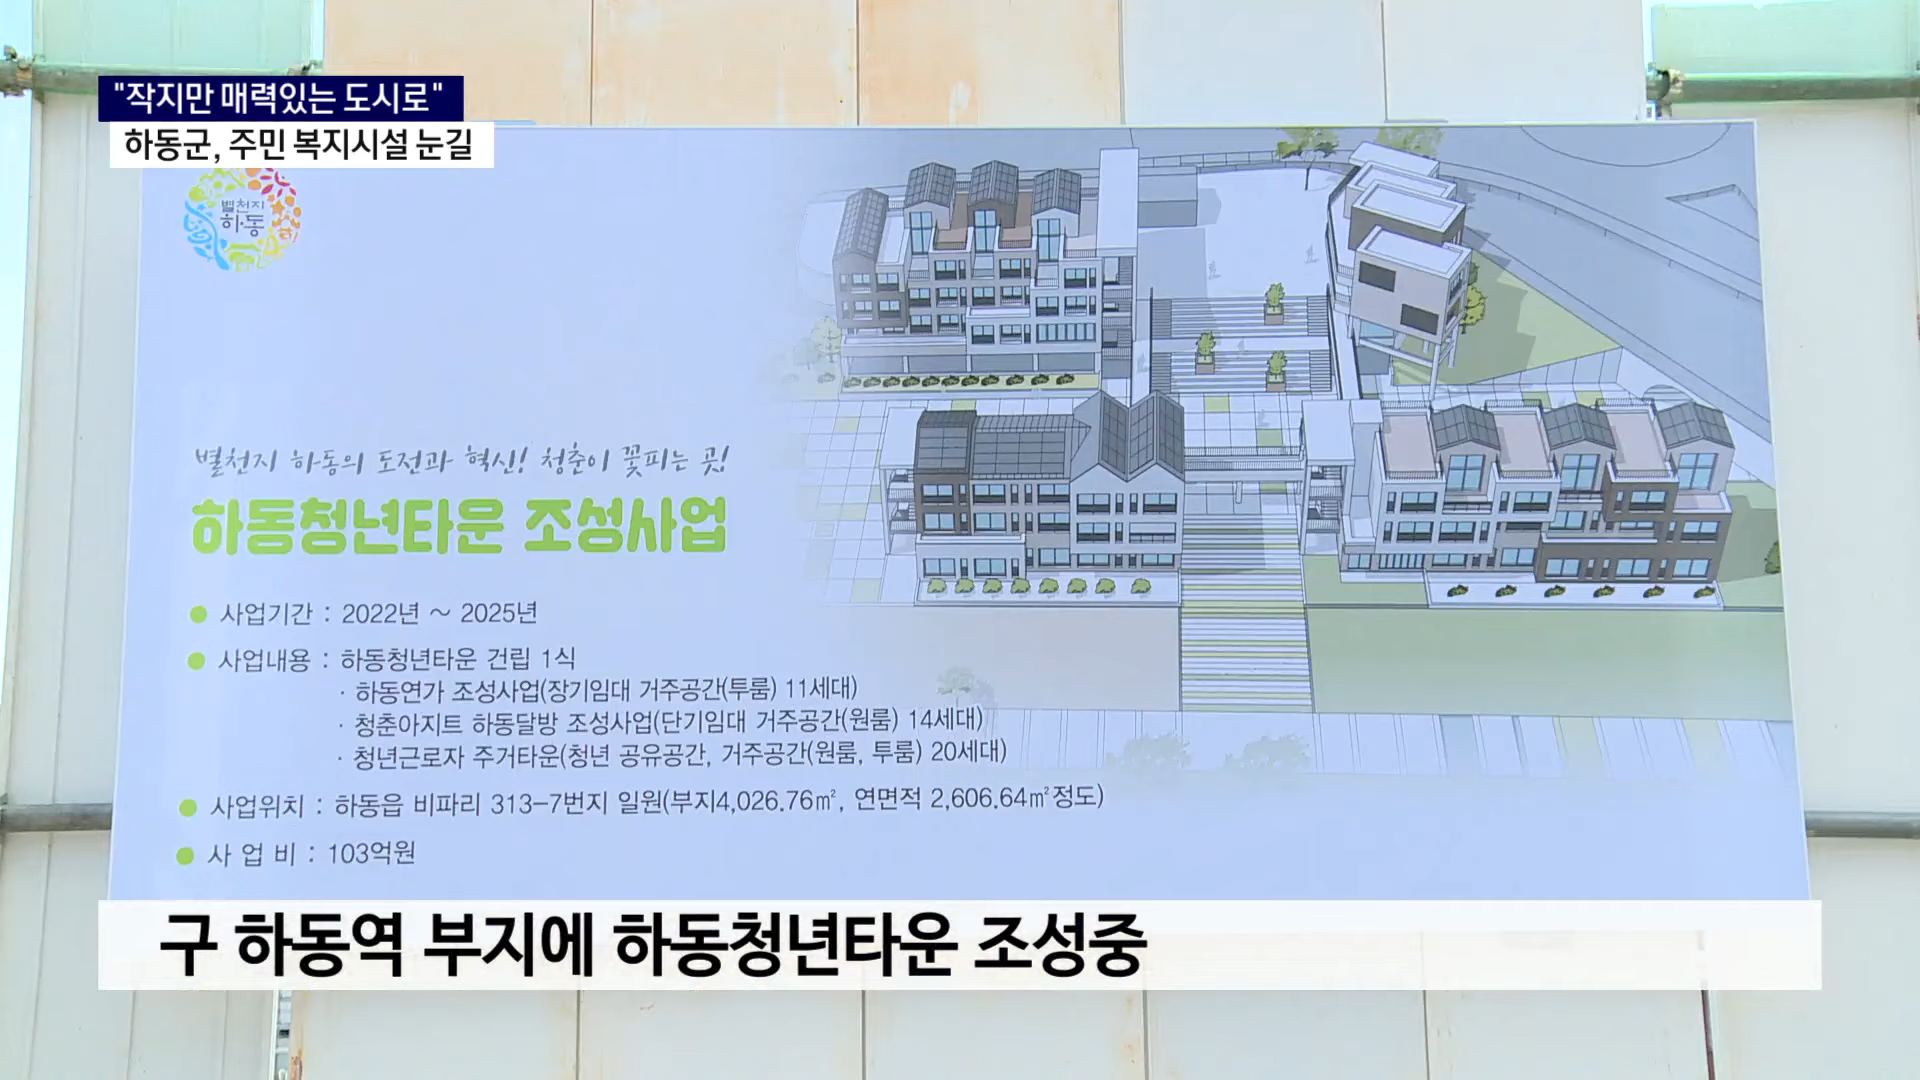 "작지만 매력있는 도시로"
하동군, 주민 복지시설 눈길
별천지
하동
별천지 하동의 도전과 혁신! 청춘이 꽃피는 곳!
하동청년타운 조성사업
● 사업기간 : 2022년 ~ 2025년
● 사업내용 : 하동청년타운 건립 1식
· 하동연가 조성사업(장기임대 거주공간(투룸) 11세대)
· 청춘아지트 하동달방 조성사업(단기임대 거주공간(원룸) 14세대)
· 청년근로자 주거타운(청년 공유공간, 거주공간(원룸, 투룸) 20세대)
● 사업위치 : 하동읍 비파리 313-7번지 일원(부지4,026.76㎡, 연면적 2,606.64㎡정도)
● 사 업 비 : 103억원
구 하동역 부지에 하동청년타운 조성중